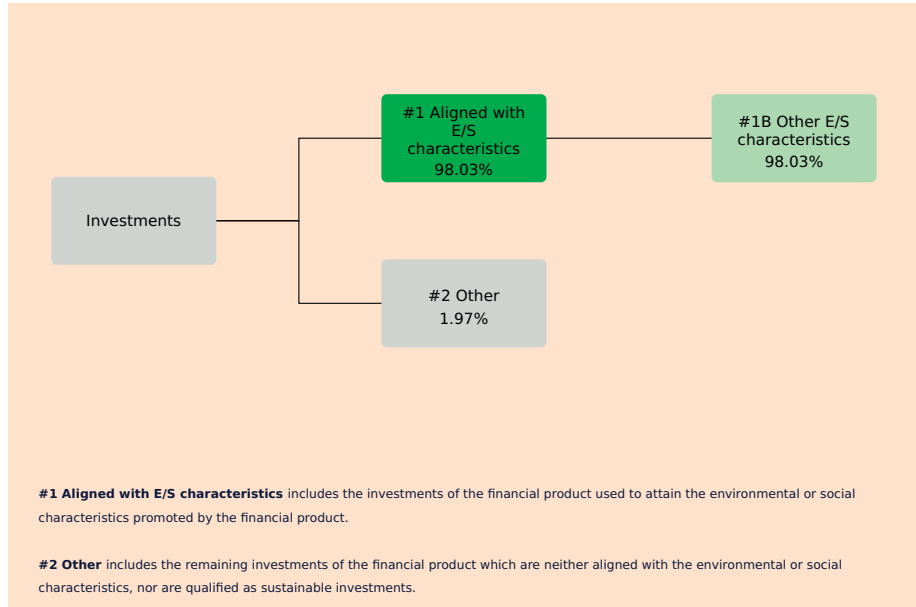 #1 Aligned with
E/S
characteristics
98.03%
#1B Other E/S
characteristics
98.03%
Investments
#2 Other
1.97%
#1 Aligned with E/S characteristics includes the investments of the financial product used to attain the environmental or social
characteristics promoted by the financial product.
#2 Other includes the remaining investments of the financial product which are neither aligned with the environmental or social
characteristics, nor are qualified as sustainable investments.